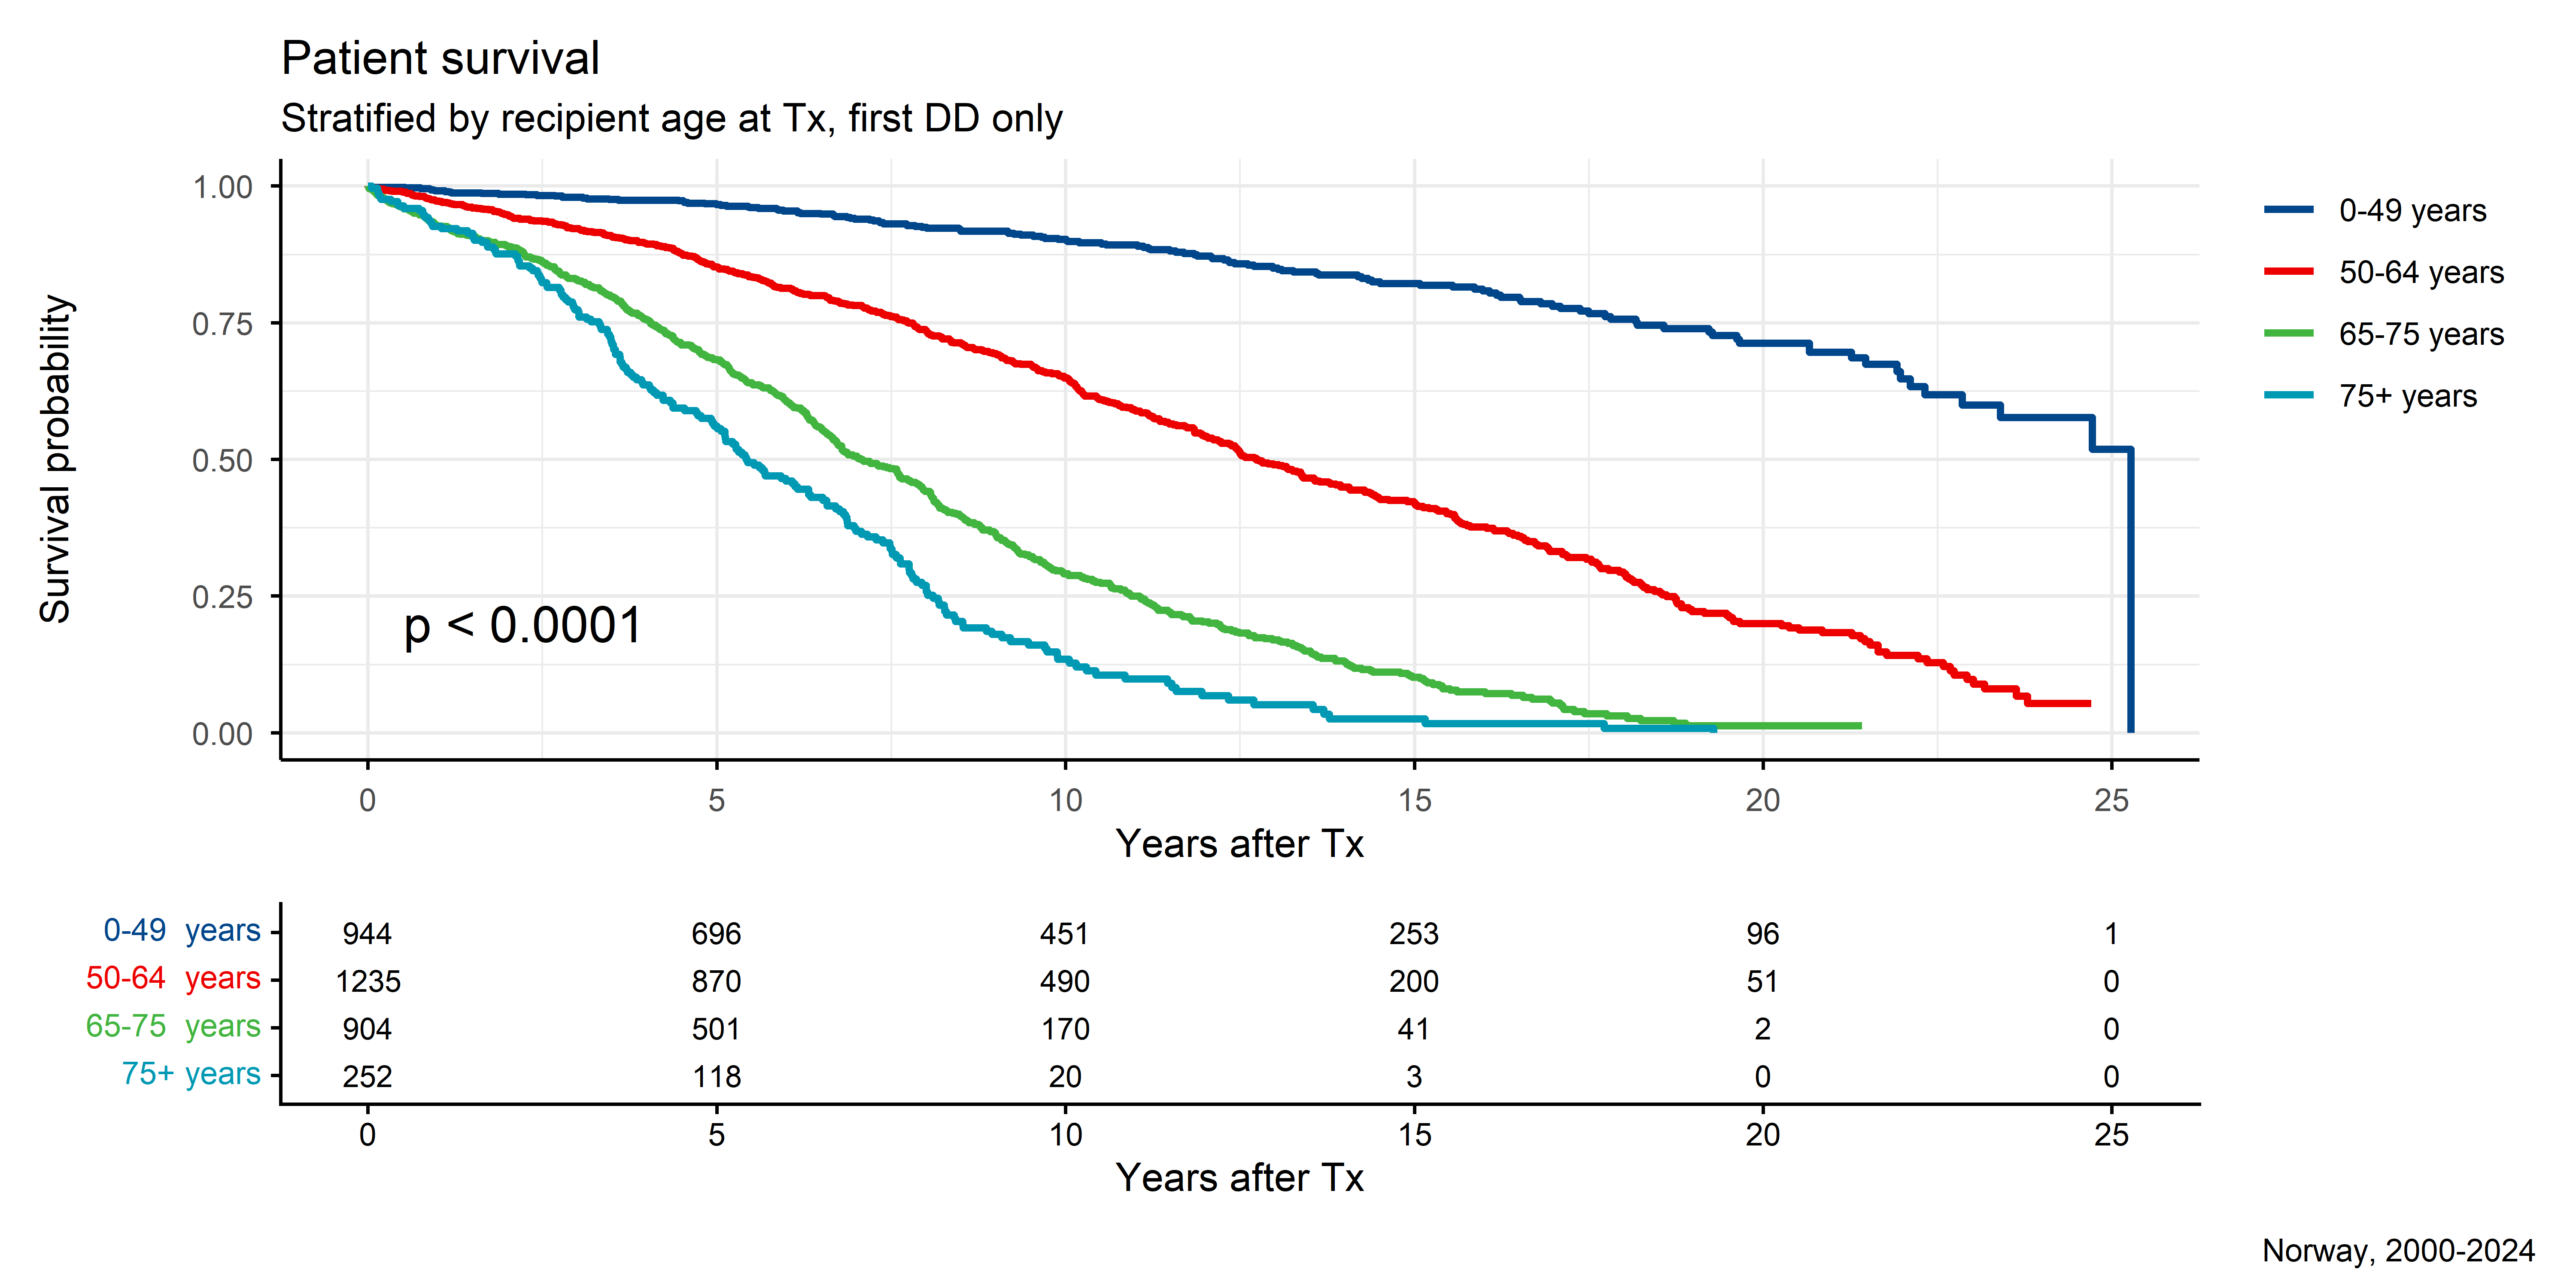 Patient survival
Stratified by recipient age at Tx, first DD only
Survival probability
1.00
0.75
0.50
0.25
0.00
p < 0.0001
0 5 10 15 20 25
Years after Tx
0-49 years
50-64 years
65-75 years
75+ years
0-49 years 944 696 451 253 96 1
50-64 years 1235 870 490 200 51 0
65-75 years 904 501 170 41 2 0
75+ years 252 118 20 3 0 0
0 5 10 15 20 25
Years after Tx
Norway, 2000-2024